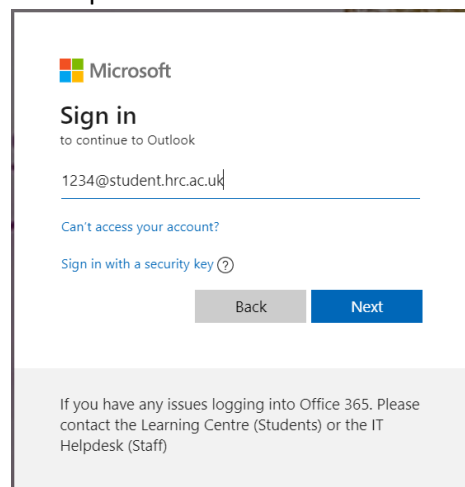 Microsoft
Sign in
to continue to Outlook
1234@student.hrc.ac.uk
Can't access your account?
Sign in with a security key ?
Back Next
If you have any issues logging into Office 365. Please
contact the Learning Centre (Students) or the IT
Helpdesk (Staff)